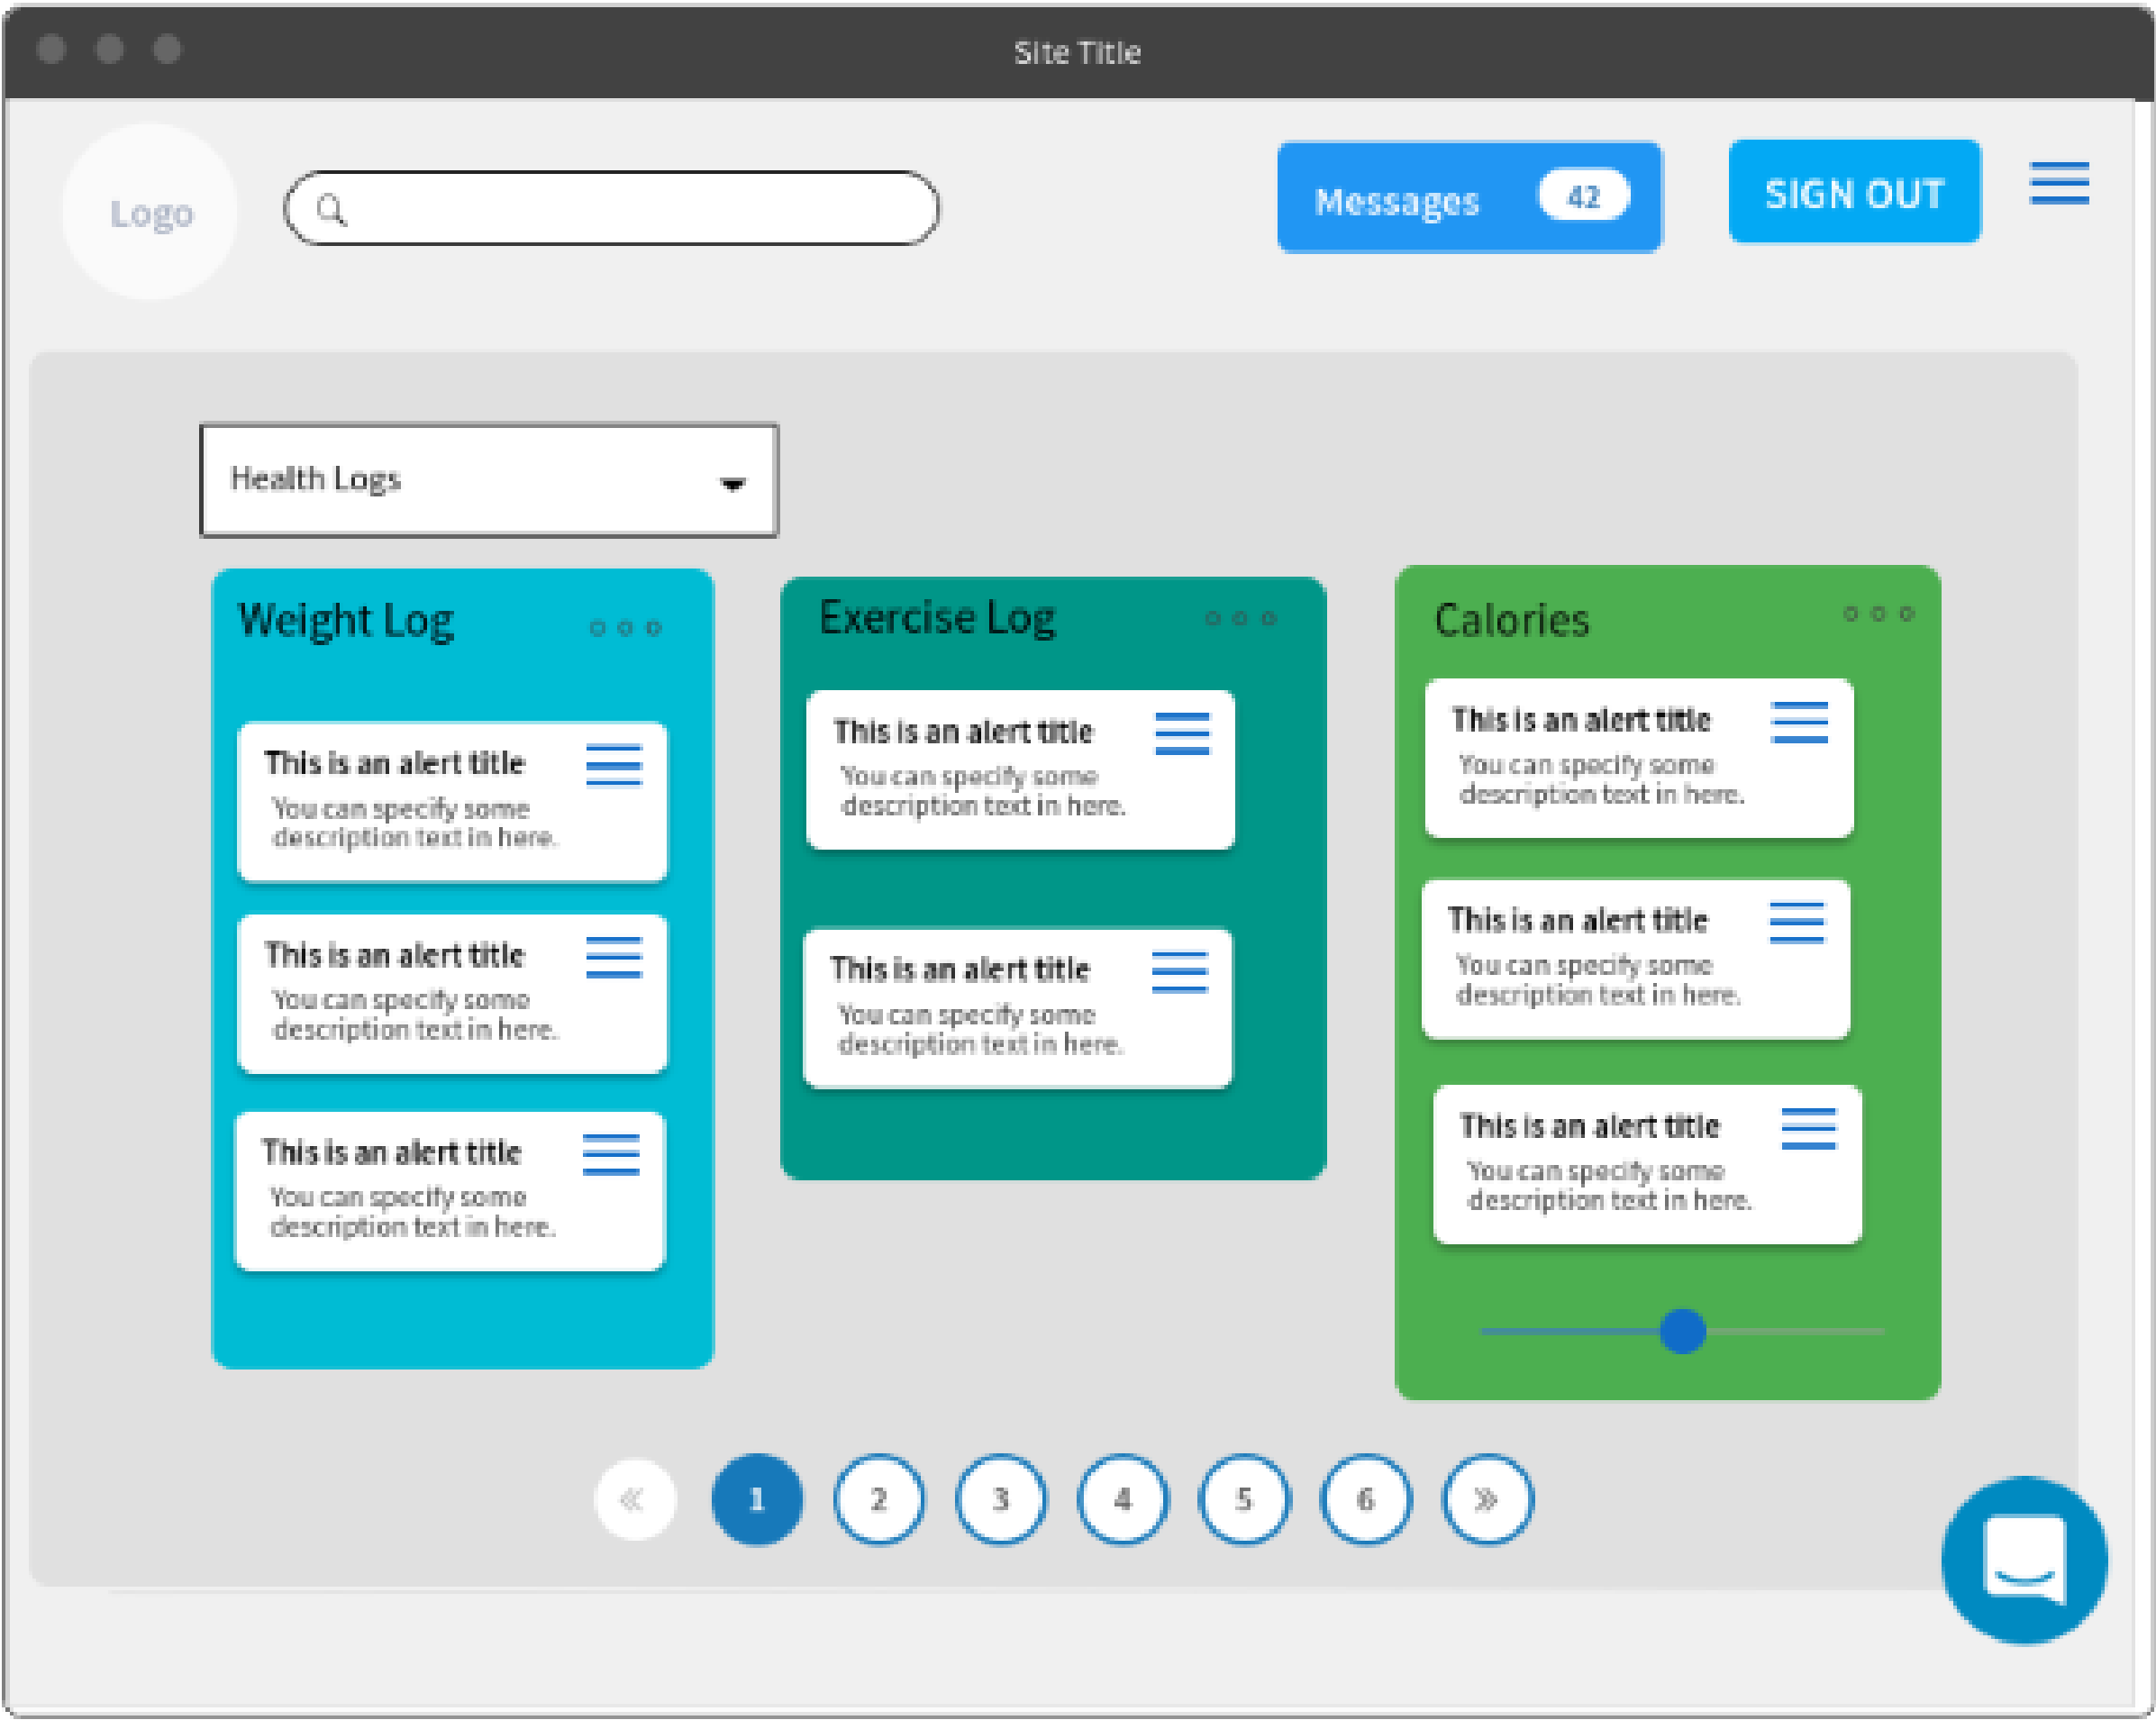 Site Title
Logo
Messages 42
SIGN OUT
Health Logs
Weight Log
This is an alert title
You can specify some
description text in here.
This is an alert title
You can specify some
description text in here.
This is an alert title
You can specify some
description text in here.
Exercise Log
This is an alert title
You can specify some
description text in here.
This is an alert title
You can specify some
description text in here.
Calories
This is an alert title
You can specify some
description text in here.
This is an alert title
You can specify some
description text in here.
This is an alert title
You can specify some
description text in here.
« 1 2 3 4 5 6 »